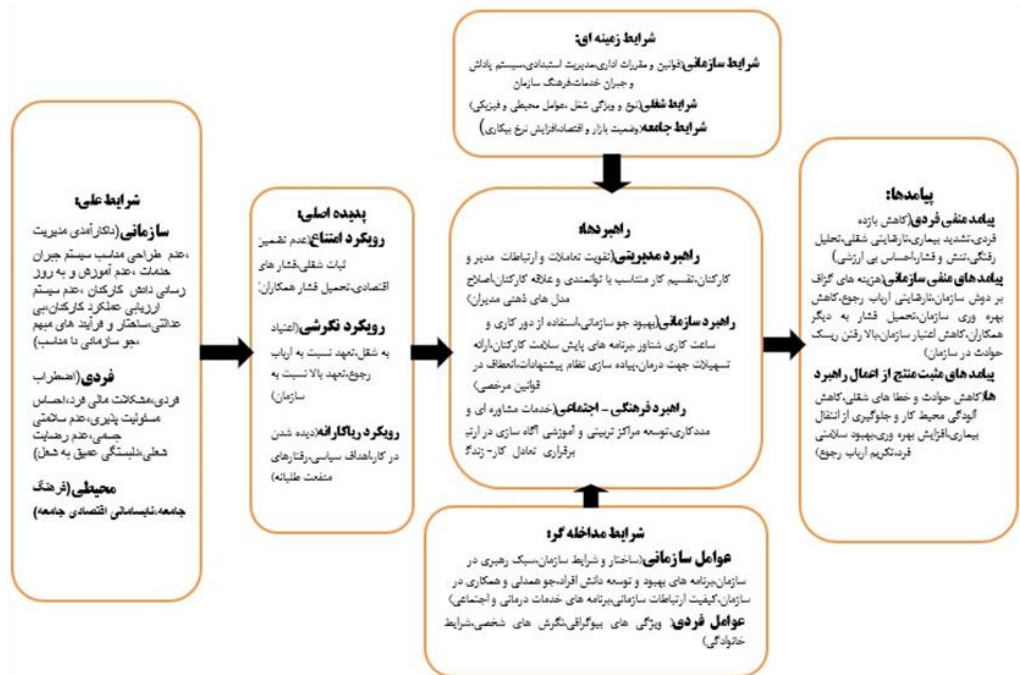 شرایط زمینه ای:
شرایط سازمانی(قوانین و مقررات اداری،مدیریت استبدادی،سیستم پاداش
و جبران خدمات،فرهنگ سازمان
شرایط شغلی(نوع و ویژگی شغل ،عوامل محیطی و فیزیکی)
شرایط جامعه(وضعیت بازار و اقتصاد،افزایش نرخ بیکاری)
شرایط علی:
سازمانی(ناکارآمدی مدیریت
،عدم طراحی مناسب سیستم جبران
خدمات ،عدم آموزش و به روز
رسانی دانش کارکنان ،عدم سیستم
ارزیابی عملکرد کارکنان،بی
عدالتی،ساختار و فرآیند های مبهم
،جو سازمانی نا مناسب)
فردی(اضطراب
فردی،مشکلات مالی فرد،احساس
مسئولیت پذیری،عدم سلامتی
جسمی،عدم رضایت
شغلی،دلبستگی عمیق به شغل)
محیطی(فرهنگ
جامعه،نابسامانی اقتصادی جامعه)
پدیده اصلی:
رویکرد امتناع(عدم تضمین
ثبات شغلی،فشار های
اقتصادی،تحمیل فشار همکاران)
رویکرد نگرشی(اعتیاد
به شغل،تعهد نسبت به ارباب
رجوع،تعهد بالا نسبت به
سازمان)
رویکرد ریاکارانه(دیده شدن
در کار،اهداف سیاسی،رفتارهای
منفعت طلبانه)
راهبردها:
راهبرد مدیریتی(تقویت تعاملات و ارتباطات مدیر و
کارکنان،تقسیم کار متناسب با توانمندی و علاقه کارکنان،اصلاح
مدل های ذهنی مدیران)
راهبرد سازمانی(بهبود جو سازمانی،استفاده از دور کاری و
ساعت کاری شناور ،برنامه های پایش سلامت کارکنان،ارائه
تسهیلات جهت درمان،پیاده سازی نظام پیشنهادات،انعطاف در
قوانین مرخصی)
راهبرد فرهنگی - اجتماعی(خدمات مشاوره ای و
مددکاری،توسعه مراکز تربیتی و آموزشی آگاه سازی در
برقراری تعادل کار-زندگ
پیامدها:
پیامد منفی فردی(کاهش بازده
فردی،تشدید بیماری،نارضایتی شغلی،تحلیل
رفتگی،تنش و فشار،احساس بی ارزشی)
پیامد های منفی سازمانی(هزینه های گزاف
بر دوش سازمان،نارضایتی ارباب رجوع،کاهش
بهره وری سازمان،تحمیل فشار به دیگر
همکاران،کاهش اعتبار سازمان،بالا رفتن ریسک
حوادث در سازمان)
پیامد های مثبت منتج از اعمال راهبرد
ها(کاهش حوادث و خطا های شغلی،کاهش
آلودگی محیط کار و جلوگیری از انتقال
بیماری،افزایش بهره وری،بهبود سلامتی
فرد،تکریم ارباب رجوع)
شرایط مداخله گر:
عوامل سازمانی(ساختار و شرایط سازمان،سبک رهبری در
سازمان،برنامه های بهبود و توسعه دانش افراد،جو همدلی و همکاری در
سازمان،کیفیت ارتباطات سازمانی،برنامه های خدمات درمانی و اجتماعی)
عوامل فردی( ویژگی های بیوگرافی،نگرش های شخصی،شرایط
خانوادگی)